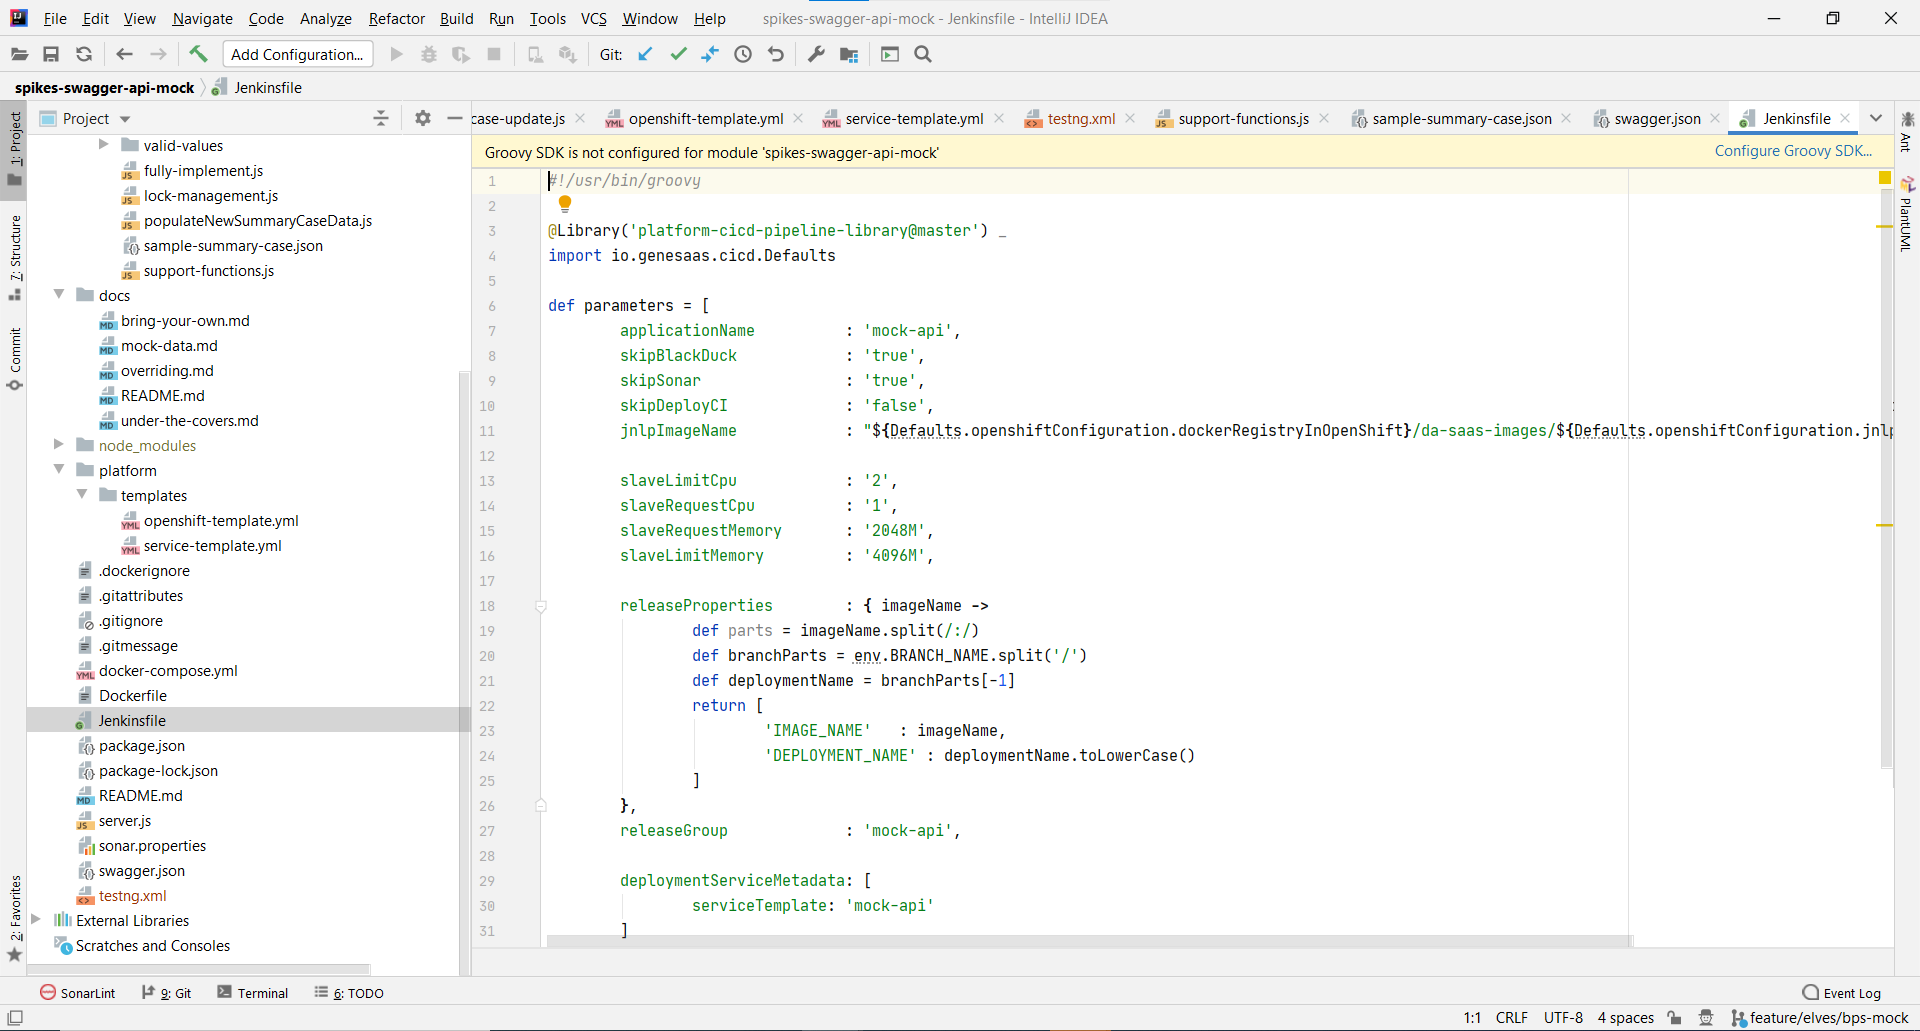 File Edit View Navigate Code Analyze Refactor Build Run Tools VCS Window Help spikes-swagger-api-mock - Jenkinsfile - IntelliJ IDEA
Add Configuration... Git:
spikes-swagger-api-mock Jenkinsfile
1: Project
7: Structure
Commit
2: Favorites
Project
valid-values
fully-implement.js
lock-management.js
populateNewSummaryCaseData.js
sample-summary-case.json
support-functions.js
docs
bring-your-own.md
mock-data.md
overriding.md
README.md
under-the-covers.md
node_modules
platform
templates
openshift-template.yml
service-template.yml
.dockerignore
.gitattributes
.gitignore
.gitmessage
docker-compose.yml
Dockerfile
Jenkinsfile
package.json
package-lock.json
README.md
server.js
sonar.properties
swagger.json
testng.xml
External Libraries
Scratches and Consoles
case-update.js openshift-template.yml service-template.yml testng.xml support-functions.js sample-summary-case.json swagger.json Jenkinsfile
Groovy SDK is not configured for module 'spikes-swagger-api-mock' Configure Groovy SDK...
1 #!/usr/bin/groovy
2
3 @Library('platform-cicd-pipeline-library@master') _
4 import io.genesaas.cicd.Defaults
5
6 def parameters = [
7 applicationName : 'mock-api',
8 skipBlackDuck : 'true',
9 skipSonar : 'true',
10 skipDeployCI : 'false',
11 jnlpImageName : "${Defaults.openshiftConfiguration.dockerRegistryInOpenShift}/da-saas-images/${Defaults.openshiftConfiguration.jnlp
12
13 slaveLimitCpu : '2',
14 slaveRequestCpu : '1',
15 slaveRequestMemory : '2048M',
16 slaveLimitMemory : '4096M',
17
18 releaseProperties : { imageName ->
19 def parts = imageName.split(/:/)
20 def branchParts = env.BRANCH_NAME.split('/')
21 def deploymentName = branchParts[-1]
22 return [
23 'IMAGE_NAME' : imageName,
24 'DEPLOYMENT_NAME' : deploymentName.toLowerCase()
25 ]
26 },
27 releaseGroup : 'mock-api',
28
29 deploymentServiceMetadata: [
30 serviceTemplate: 'mock-api'
31 ]
Ant
PlantUML
SonarLint 9: Git Terminal 6: TODO Event Log
1:1 CRLF UTF-8 4 spaces feature/elves/bps-mock